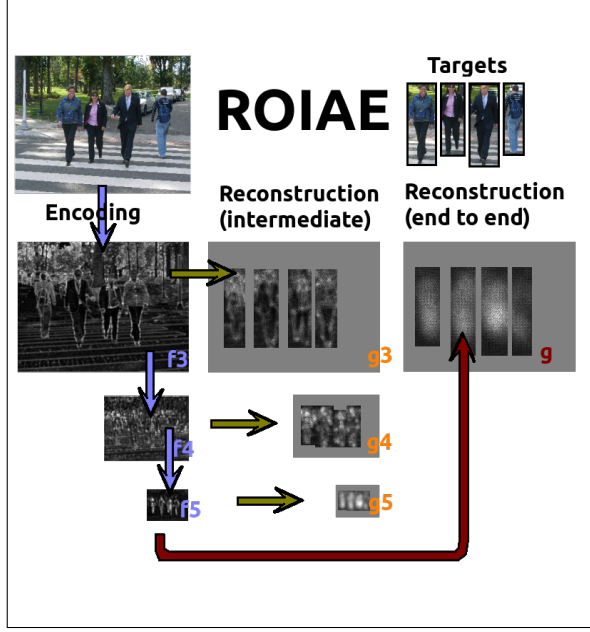 Targets
ROIAE
Encoding
Reconstruction
(intermediate)
Reconstruction
(end to end)
f3
g3
g
f4
g4
f5
g5